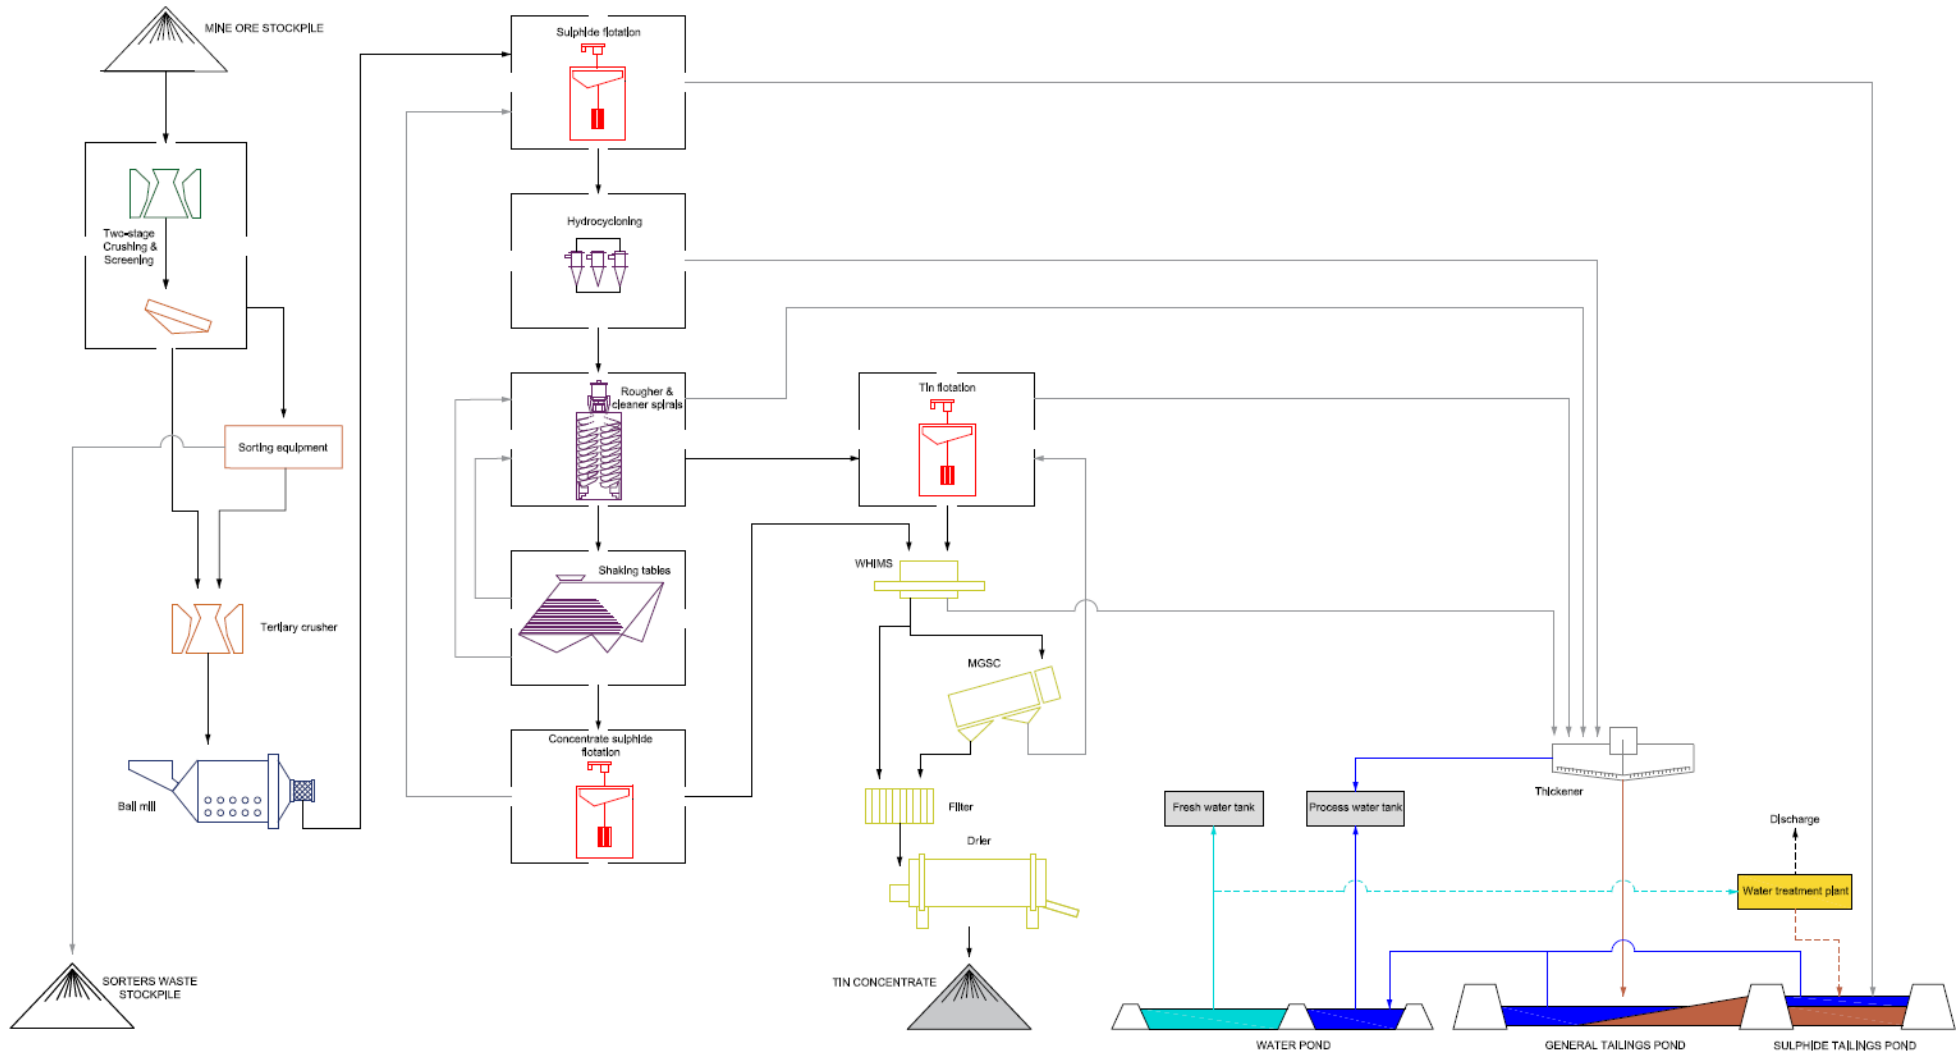 MINE ORE STOCKPILE
Two-stage
Crushing &
Screening
Sorting equipment
Tertiary crusher
Ball mill
SORTERS WASTE
STOCKPILE
Sulphide flotation
Hydrocycloning
Rougher &
cleaner spirals
Shaking tables
Concentrate sulphide
flotation
Tin flotation
WHIMS
MGSC
Filter
Drier
TIN CONCENTRATE
Thickener
Fresh water tank
Process water tank
Discharge
Water treatment plant
WATER POND
GENERAL TAILINGS POND
SULPHIDE TAILINGS POND